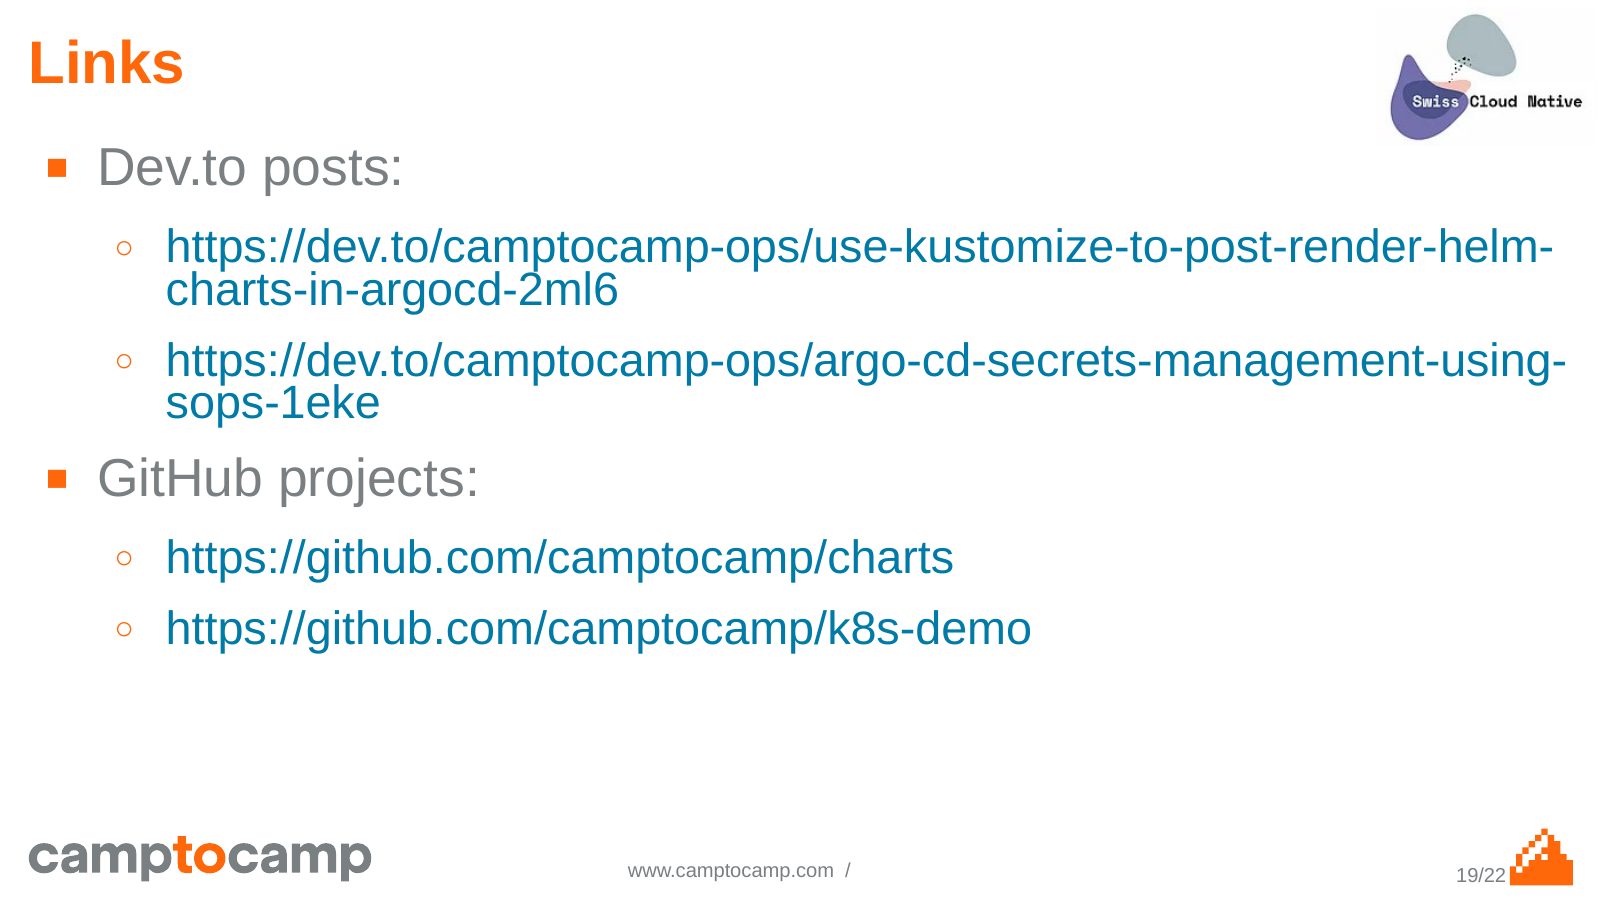 Links
Swiss Cloud Native
Dev.to posts:
https://dev.to/camptocamp-ops/use-kustomize-to-post-render-helm-
charts-in-argocd-2ml6
https://dev.to/camptocamp-ops/argo-cd-secrets-management-using-
sops-1eke
GitHub projects:
https://github.com/camptocamp/charts
https://github.com/camptocamp/k8s-demo
camptocamp
www.camptocamp.com /
19/22